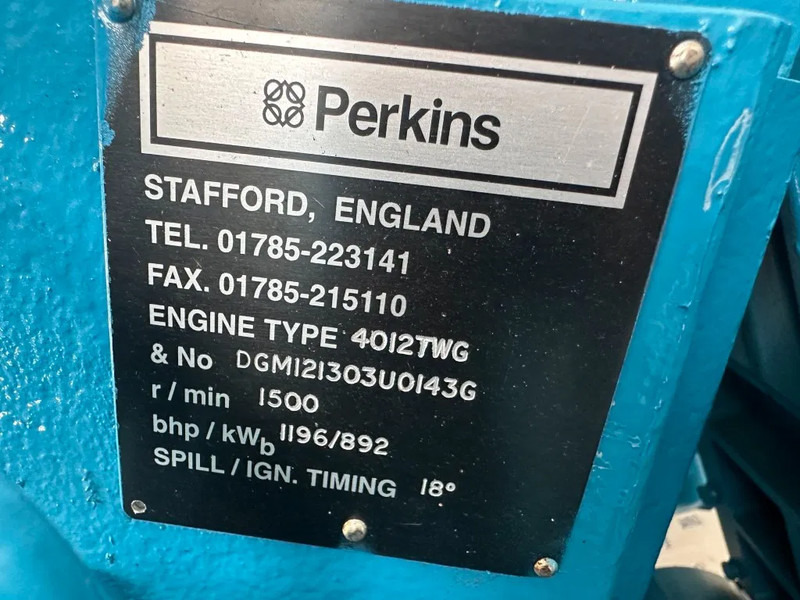 Perkins
STAFFORD, ENGLAND
TEL. 01785-223141
FAX. 01785-215110
ENGINE TYPE 4012TWG
& No DGM121303U0143G
r / min 1500
bhp / kWb 1196/892
SPILL / IGN. TIMING 18°